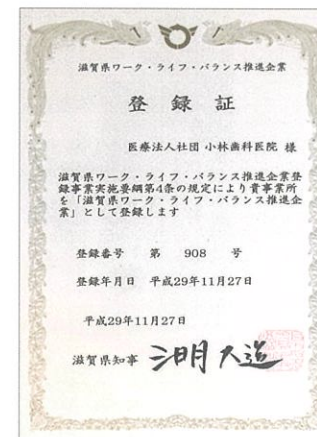 滋賀県ワーク・ライフ・バランス推進企業
登録証
医療法人社団 小林歯科医院 様
滋賀県ワーク・ライフ・バランス推進企業登
録事業実施要綱第4条の規定により貴事業所
を「滋賀県ワーク・ライフ・バランス推進企
業」として登録します
登録番号 第 908 号
登録年月日 平成29年11月27日
平成29年11月27日
滋賀県知事 三日月大造